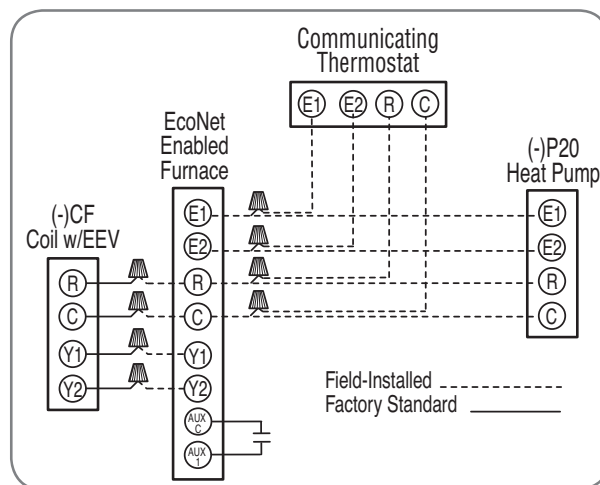 Communicating
Thermostat
E1 E2 R C
EcoNet
Enabled
Furnace
(-)P20
Heat Pump
(-)CF
Coil w/EEV
E1
E2
R
C
Y1
Y2
AUX
C
AUX
1
R
C
Y1
Y2
E1
E2
R
C
Field-Installed
Factory Standard